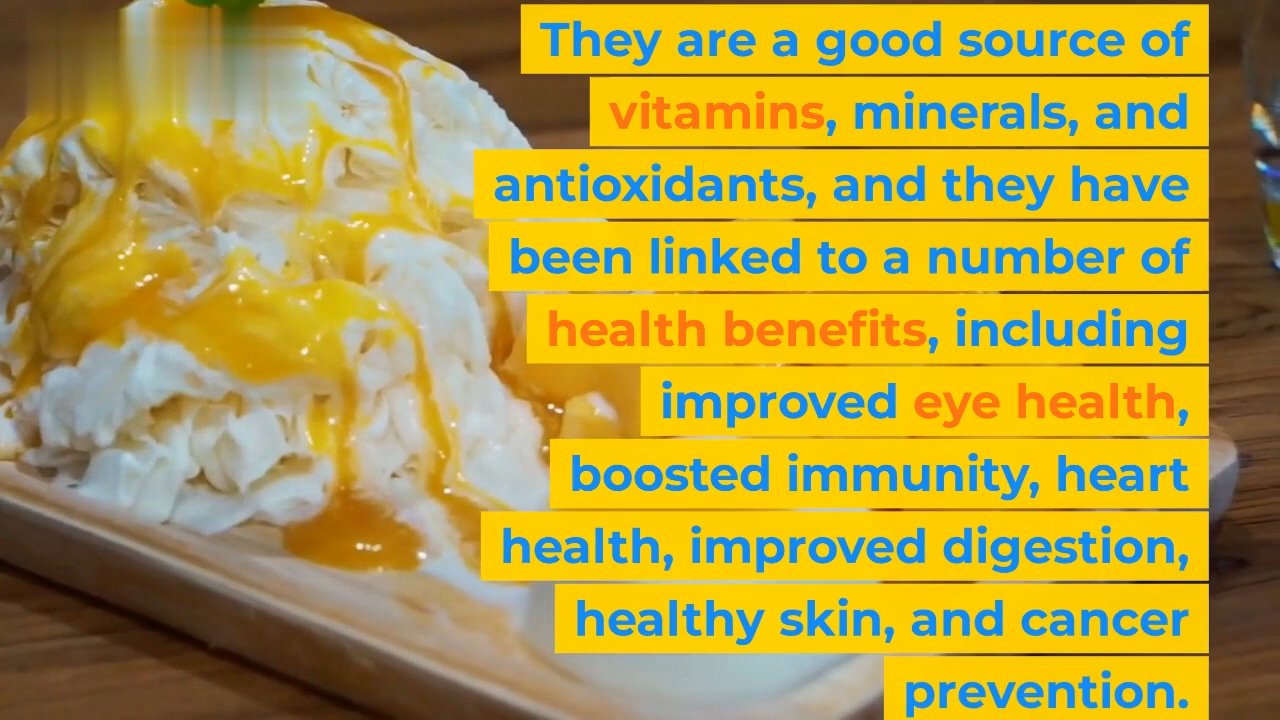 They are a good source of
vitamins, minerals, and
antioxidants, and they have
been linked to a number of
health benefits, including
improved eye health,
boosted immunity, heart
health, improved digestion,
healthy skin, and cancer
prevention.